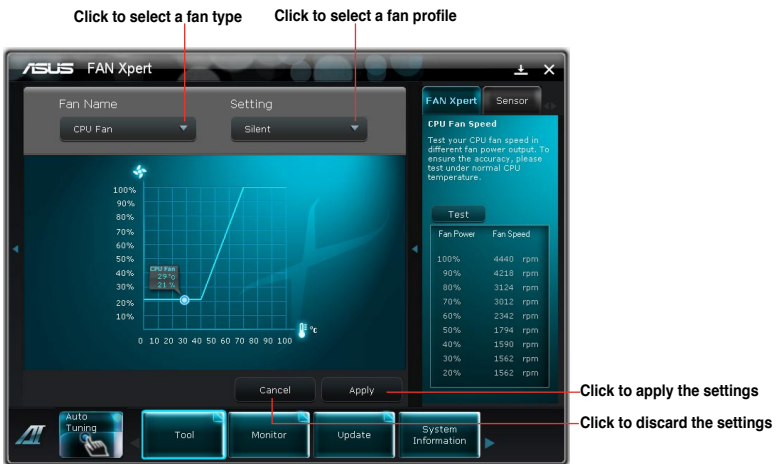 Click to select a fan type
Click to select a fan profile
ASUS FAN Xpert
Fan Name
Setting
CPU Fan
Silent
100%
90%
80%
70%
60%
50%
40%
30%
20%
10%
CPU Fan
29 °C
21 %
0 10 20 30 40 50 60 70 80 90 100
°C
Cancel
Apply
FAN Xpert
Sensor
CPU Fan Speed
Test your CPU fan speed in
different fan power output. To
ensure the accuracy, please
test under normal CPU
temperature.
Test
Fan Power Fan Speed
100% 4440 rpm
90% 4218 rpm
80% 3124 rpm
70% 3012 rpm
60% 2342 rpm
50% 1794 rpm
40% 1590 rpm
30% 1562 rpm
20% 1562 rpm
Click to apply the settings
Click to discard the settings
AI
Auto
Tuning
Tool
Monitor
Update
System
Information